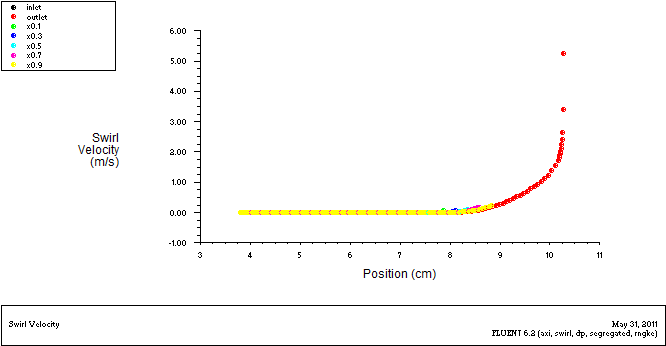 inlet
outlet
x0.1
x0.3
x0.5
x0.7
x0.9
6.00
5.00
4.00
3.00
2.00
1.00
0.00
-1.00
Swirl
Velocity
(m/s)
3 4 5 6 7 8 9 10 11
Position (cm)
Swirl Velocity
May 31, 2011
FLUENT 6.2 (axi, swirl, dp, segregated, rngke)